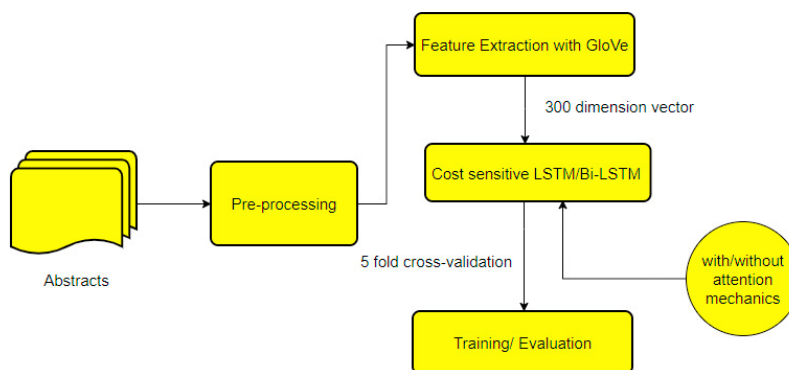 Feature Extraction with GloVe
300 dimension vector
Cost sensitive LSTM/Bi-LSTM
Pre-processing
Abstracts
5 fold cross-validation
with/without
attention
mechanics
Training/ Evaluation